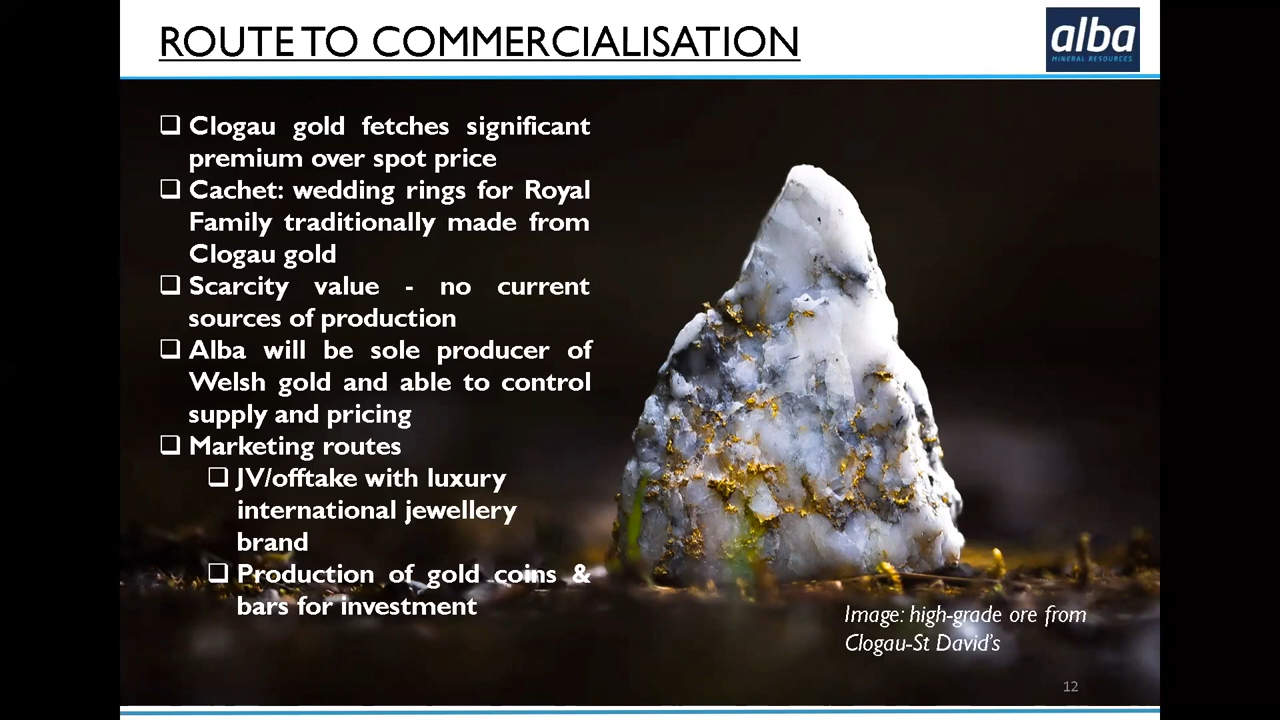 ROUTE TO COMMERCIALISATION
alba
MINERAL RESOURCES
❑ Clogau gold fetches significant
premium over spot price
❑ Cachet: wedding rings for Royal
Family traditionally made from
Clogau gold
❑ Scarcity value - no current
sources of production
❑ Alba will be sole producer of
Welsh gold and able to control
supply and pricing
❑ Marketing routes
❑ JV/offtake with luxury
international jewellery
brand
❑ Production of gold coins &
bars for investment
Image: high-grade ore from
Clogau-St David's
12